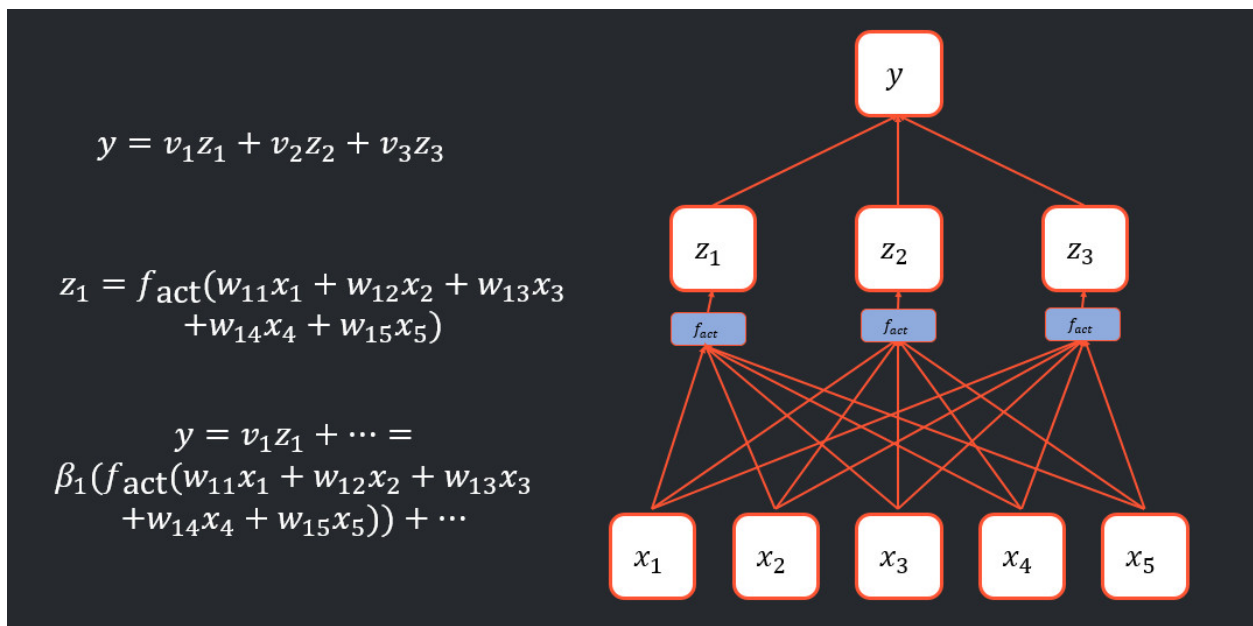 y = v₁z₁ + v₂z₂ + v₃z₃
z₁ = f_act(w₁₁x₁ + w₁₂x₂ + w₁₃x₃
+w₁₄x₄ + w₁₅x₅)
y = v₁z₁ + ⋯ =
β₁(f_act(w₁₁x₁ + w₁₂x₂ + w₁₃x₃
+w₁₄x₄ + w₁₅x₅)) + ⋯
y
z₁ z₂ z₃
f_act f_act f_act
x₁ x₂ x₃ x₄ x₅